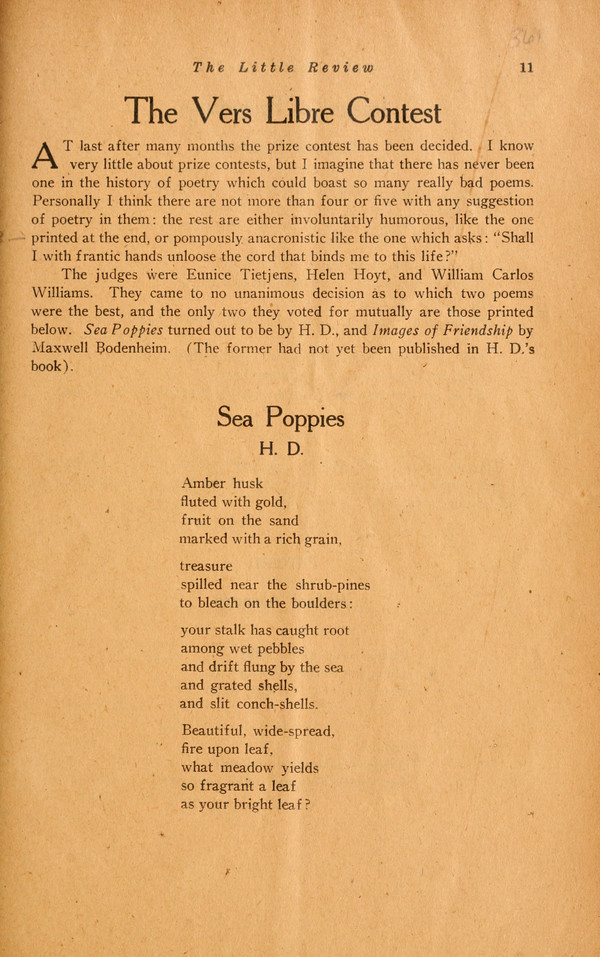 The Little Review 11
The Vers Libre Contest
AT last after many months the prize contest has been decided. I know
very little about prize contests, but I imagine that there has never been
one in the history of poetry which could boast so many really bad poems.
Personally I think there are not more than four or five with any suggestion
of poetry in them: the rest are either involuntarily humorous, like the one
printed at the end, or pompously anacronistic like the one which asks: "Shall
I with frantic hands unloose the cord that binds me to this life?"
The judges were Eunice Tietjens, Helen Hoyt, and William Carlos
Williams. They came to no unanimous decision as to which two poems
were the best, and the only two they voted for mutually are those printed
below. Sea Poppies turned out to be by H. D., and Images of Friendship by
Maxwell Bodenheim. (The former had not yet been published in H. D.'s
book).
Sea Poppies
H. D.
Amber husk
fluted with gold,
fruit on the sand
marked with a rich grain,
treasure
spilled near the shrub-pines
to bleach on the boulders:
your stalk has caught root
among wet pebbles
and drift flung by the sea
and grated shells,
and slit conch-shells.
Beautiful, wide-spread,
fire upon leaf,
what meadow yields
so fragrant a leaf
as your bright leaf?